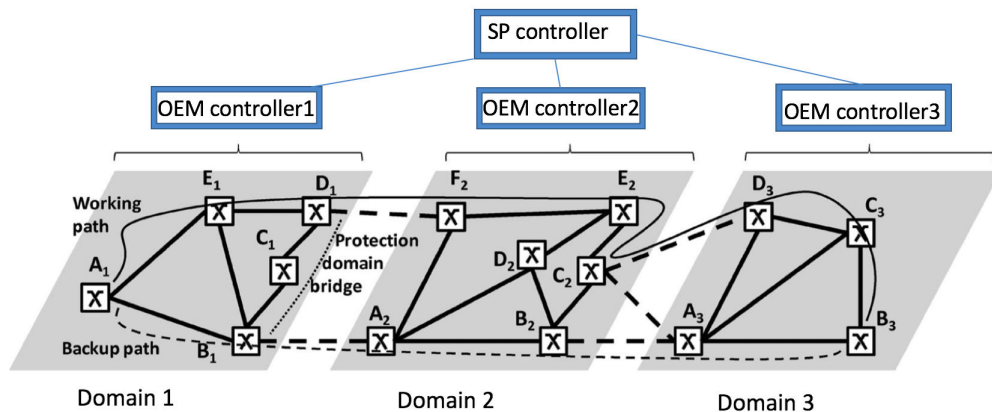 SP controller
OEM controller1
OEM controller2
OEM controller3
E1
D1
F2
E2
D3
C3
Working
path
C1
Protection
domain
bridge
D2
C2
A1
A2
B2
A3
B3
Backup path
B1
Domain 1
Domain 2
Domain 3